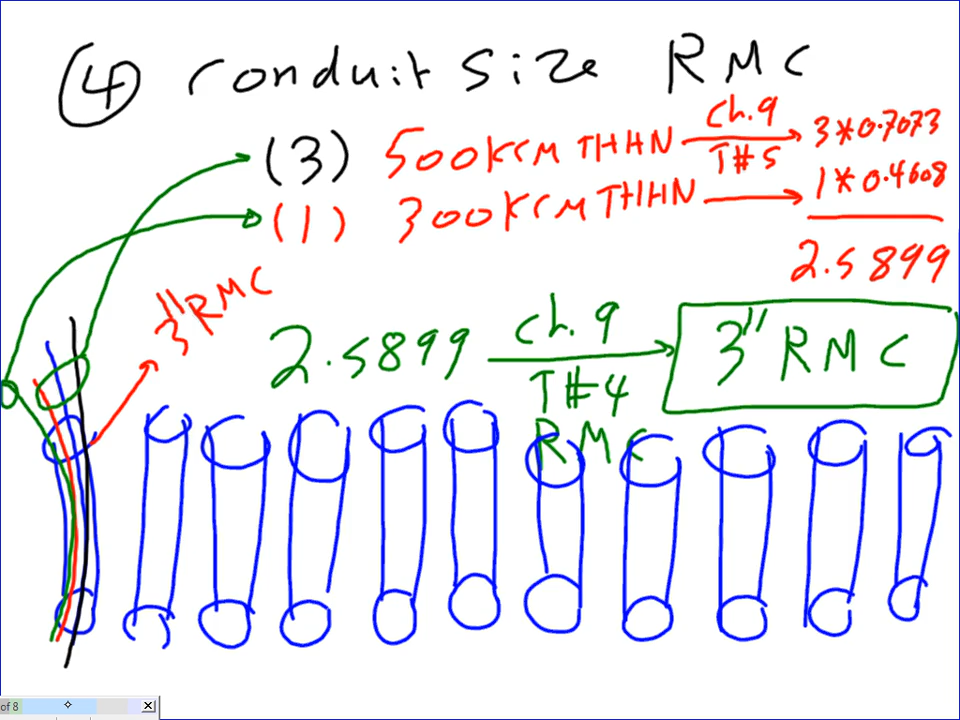 ④ conduit size RMC
(3) 500KCM THHN Ch.9 T#5 3*0.7073
(1) 300KCM THHN 1*0.4608
2.5899
3" RMC
2.5899 Ch.9 T#4 RMC 3" RMC
of 8